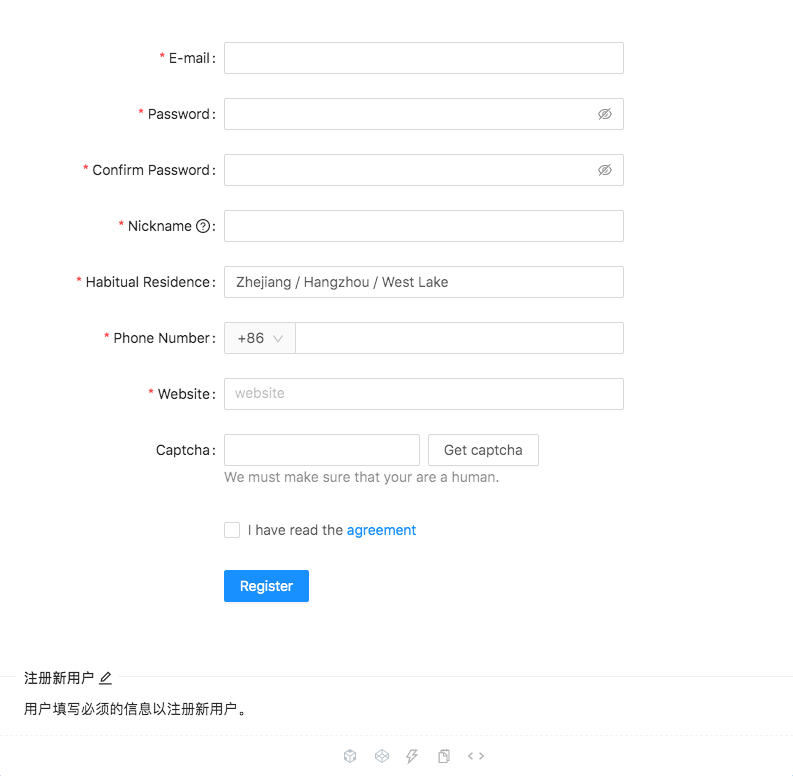 * E-mail:
* Password:
* Confirm Password:
* Nickname ?:
* Habitual Residence: Zhejiang / Hangzhou / West Lake
* Phone Number: +86
* Website: website
Captcha: Get captcha
We must make sure that your are a human.
I have read the agreement
Register
注册新用户
用户填写必须的信息以注册新用户。